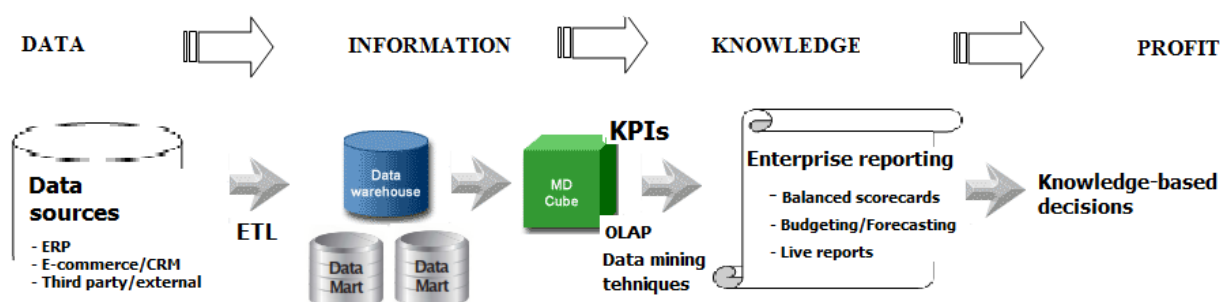 DATA
INFORMATION
KNOWLEDGE
PROFIT
Data
sources
- ERP
- E-commerce/CRM
- Third party/external
ETL
Data
warehouse
Data
Mart
Data
Mart
MD
Cube
KPIs
OLAP
Data mining
tehniques
Enterprise reporting
- Balanced scorecards
- Budgeting/Forecasting
- Live reports
Knowledge-based
decisions